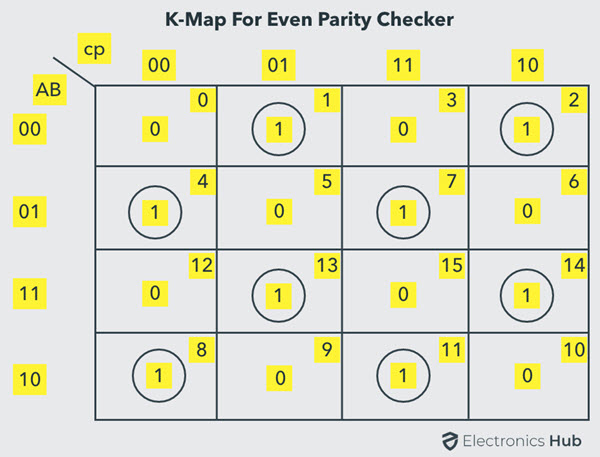 K-Map For Even Parity Checker
cp
00 01 11 10
AB
0 1 3 2
00 0 1 0 1
4 5 7 6
01 1 0 1 0
12 13 15 14
11 0 1 0 1
8 9 11 10
10 1 0 1 0
Electronics Hub